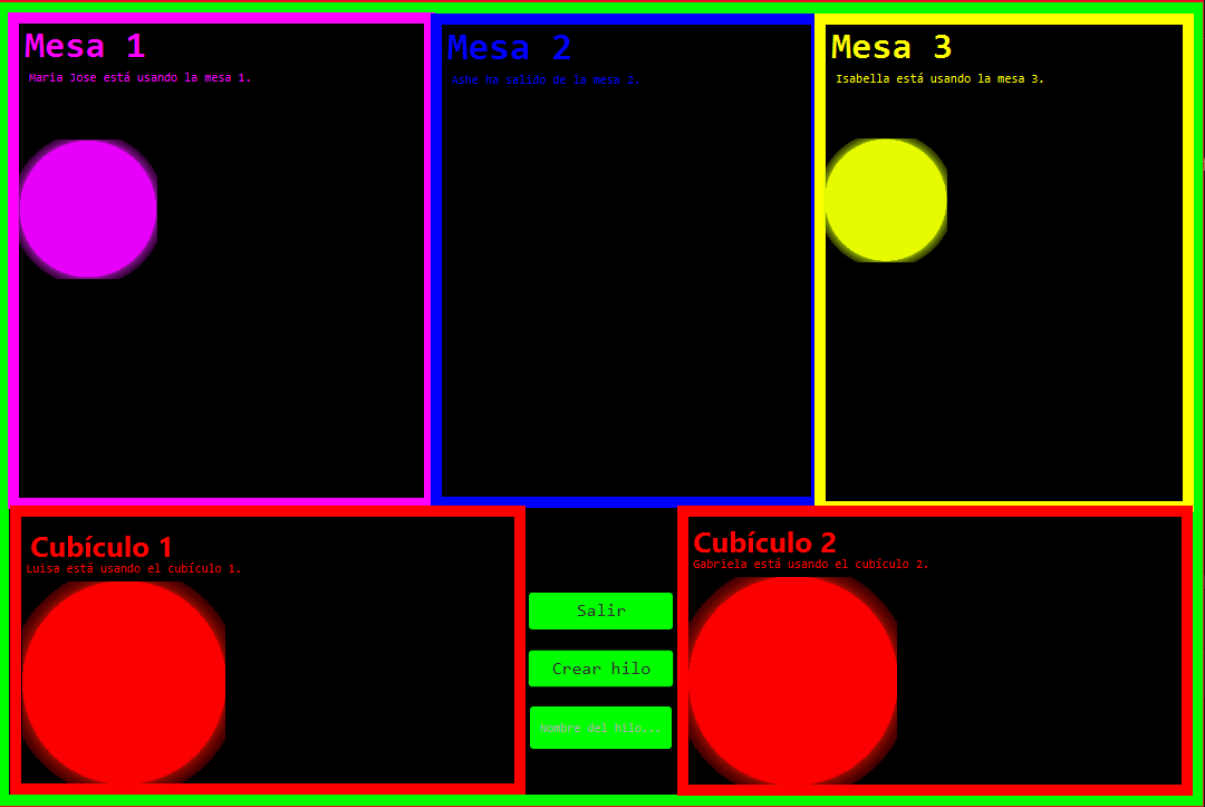 Mesa 1
Maria Jose está usando la mesa 1.
Mesa 2
Ashe ha salido de la mesa 2.
Mesa 3
Isabella está usando la mesa 3.
Cubículo 1
Luisa está usando el cubículo 1.
Salir
Crear hilo
Nombre del hilo...
Cubículo 2
Gabriela está usando el cubículo 2.